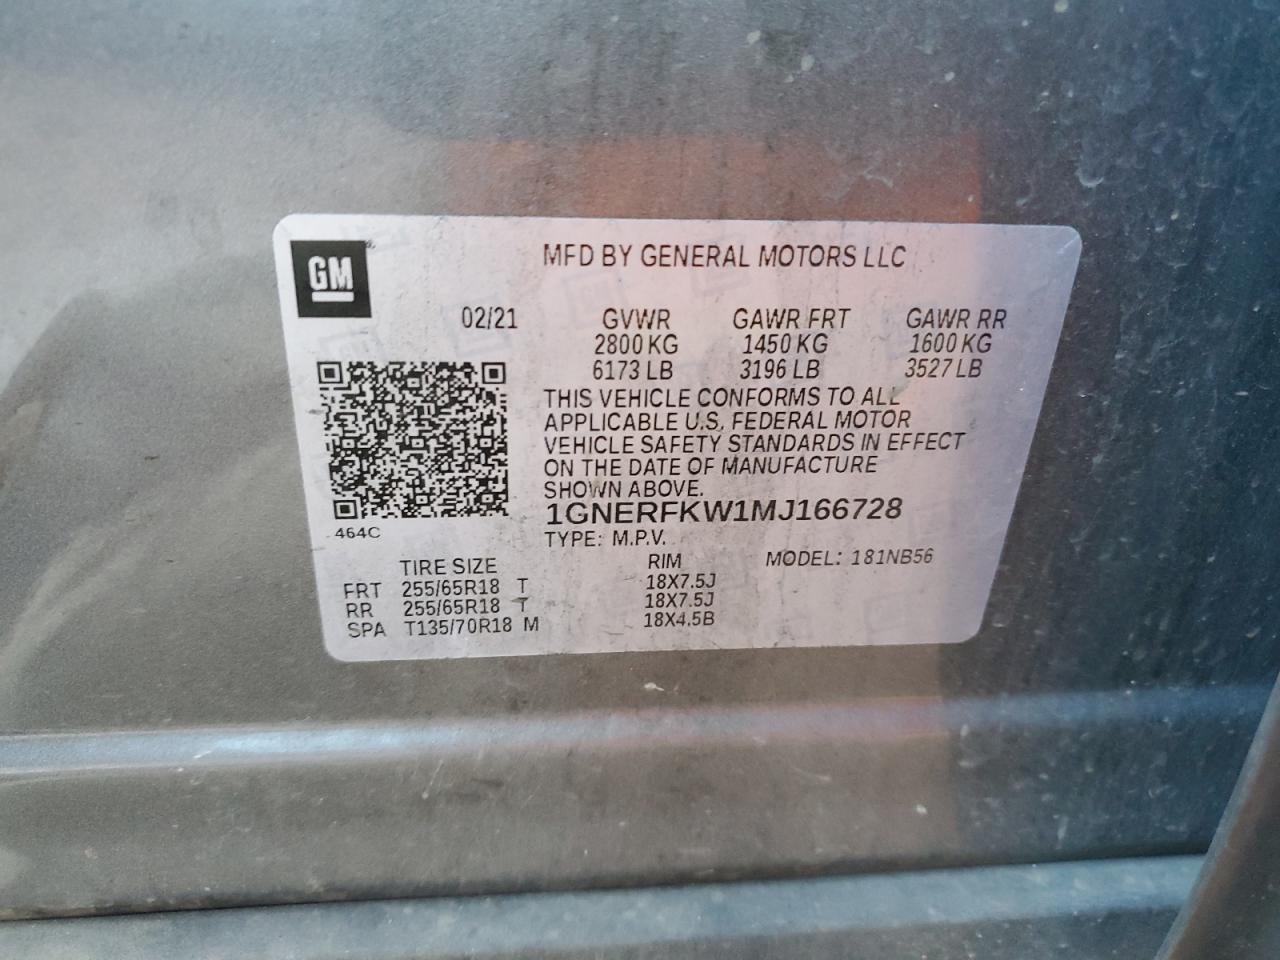 GM
MFD BY GENERAL MOTORS LLC
02/21 GVWR GAWR FRT GAWR RR
2800 KG 1450 KG 1600 KG
6173 LB 3196 LB 3527 LB
THIS VEHICLE CONFORMS TO ALL
APPLICABLE U.S. FEDERAL MOTOR
VEHICLE SAFETY STANDARDS IN EFFECT
ON THE DATE OF MANUFACTURE
SHOWN ABOVE.
1GNERFKW1MJ166728
464C
TYPE: M.P.V.
TIRE SIZE RIM MODEL: 181NB56
FRT 255/65R18 T 18X7.5J
RR 255/65R18 T 18X7.5J
SPA T135/70R18 M 18X4.5B